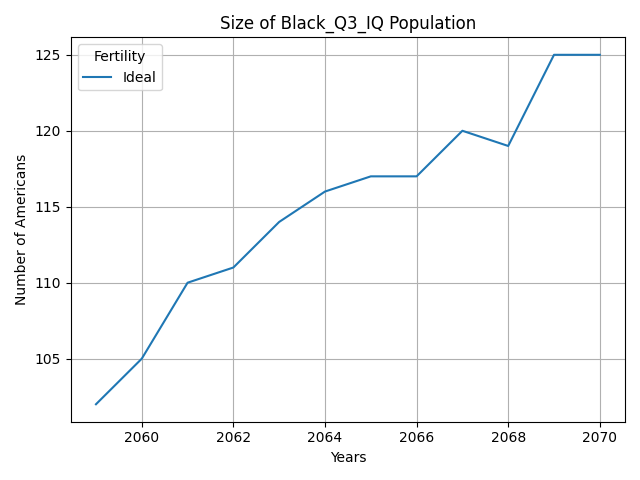 Size of Black_Q3_IQ Population
Fertility
Ideal
Number of Americans
125
120
115
110
105
2060
2062
2064
2066
2068
2070
Years